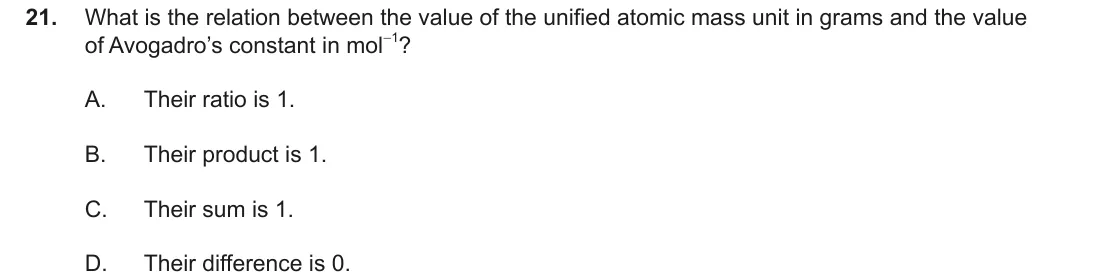 21. What is the relation between the value of the unified atomic mass unit in grams and the value
of Avogadro's constant in mol⁻¹?
A. Their ratio is 1.
B. Their product is 1.
C. Their sum is 1.
D. Their difference is 0.